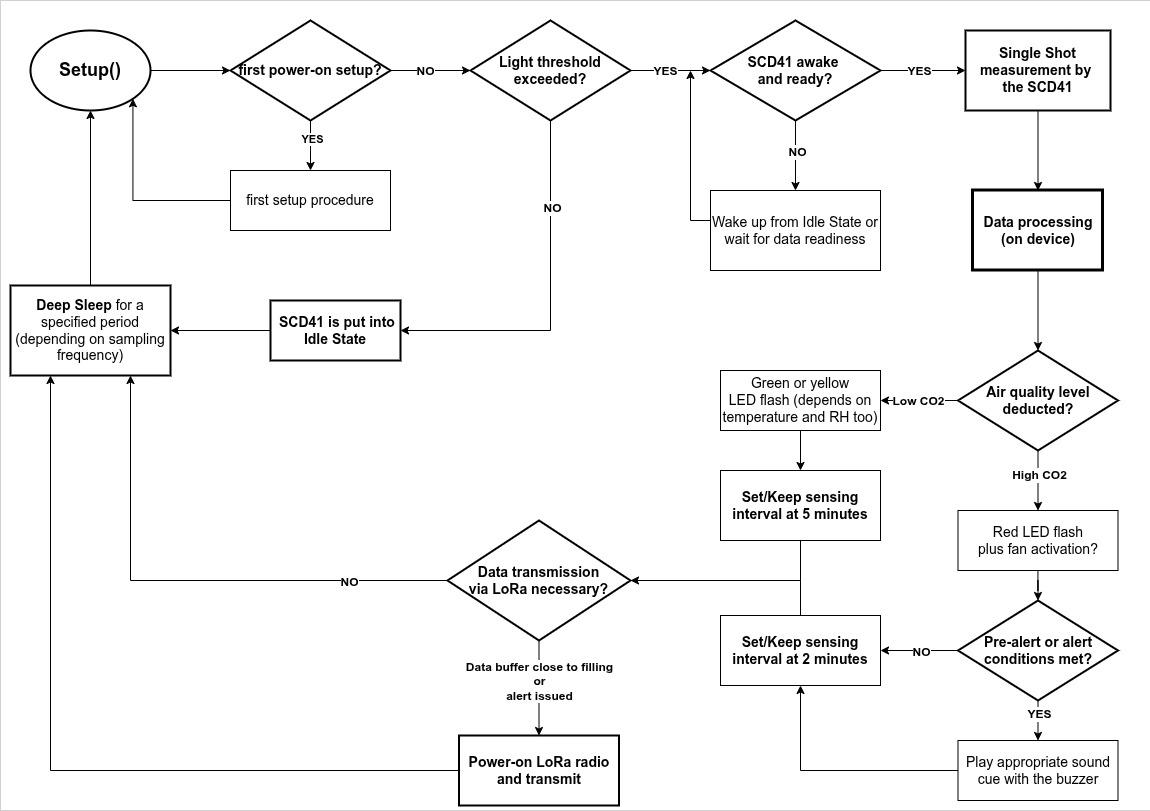 Setup()
first power-on setup?
NO
Light threshold
exceeded?
YES
SCD41 awake
and ready?
YES
Single Shot
measurement by
the SCD41
YES
first setup procedure
NO
NO
Wake up from Idle State or
wait for data readiness
Data processing
(on device)
Deep Sleep for a
specified period
(depending on sampling
frequency)
SCD41 is put into
Idle State
Green or yellow
LED flash (depends on
temperature and RH too)
Low CO2
Air quality level
deducted?
High CO2
Set/Keep sensing
interval at 5 minutes
Red LED flash
plus fan activation?
Data transmission
via LoRa necessary?
NO
Set/Keep sensing
interval at 2 minutes
NO
Pre-alert or alert
conditions met?
Data buffer close to filling
or
alert issued
YES
Power-on LoRa radio
and transmit
Play appropriate sound
cue with the buzzer